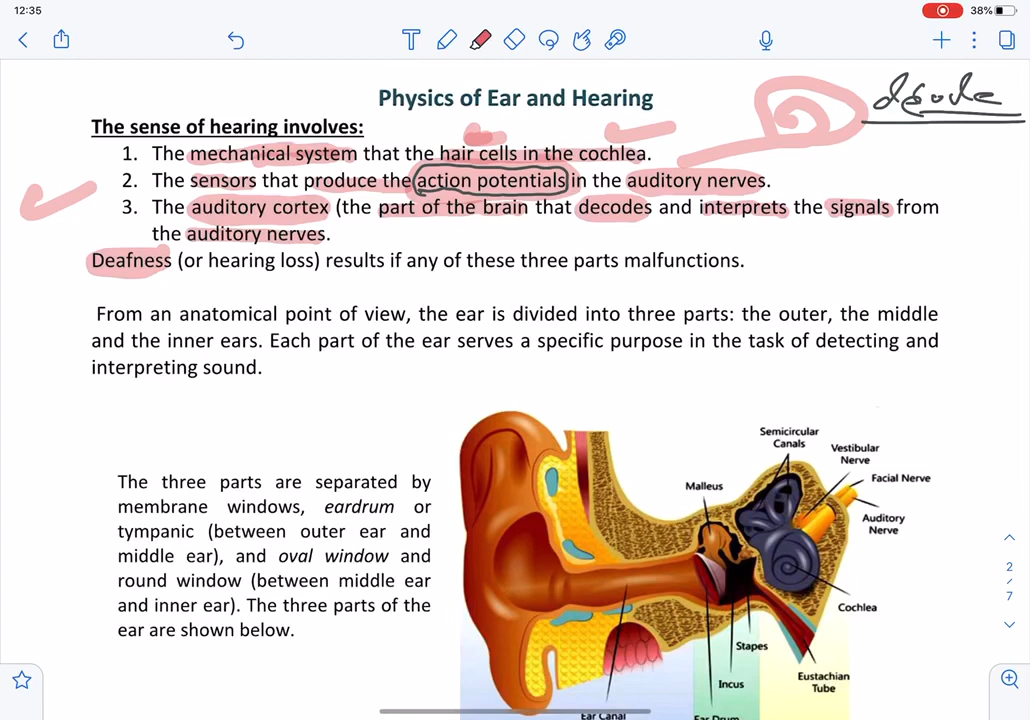 12:35
38%
Physics of Ear and Hearing
The sense of hearing involves:
1. The mechanical system that the hair cells in the cochlea.
2. The sensors that produce the action potentials in the auditory nerves.
3. The auditory cortex (the part of the brain that decodes and interprets the signals from
the auditory nerves.
Deafness (or hearing loss) results if any of these three parts malfunctions.
From an anatomical point of view, the ear is divided into three parts: the outer, the middle
and the inner ears. Each part of the ear serves a specific purpose in the task of detecting and
interpreting sound.
The three parts are separated by
membrane windows, eardrum or
tympanic (between outer ear and
middle ear), and oval window and
round window (between middle ear
and inner ear). The three parts of the
ear are shown below.
Semicircular
Canals
Vestibular
Nerve
Facial Nerve
Malleus
Auditory
Nerve
Cochlea
Stapes
Eustachian
Tube
Incus
Ear Canal
Ear Drum
2
/
7